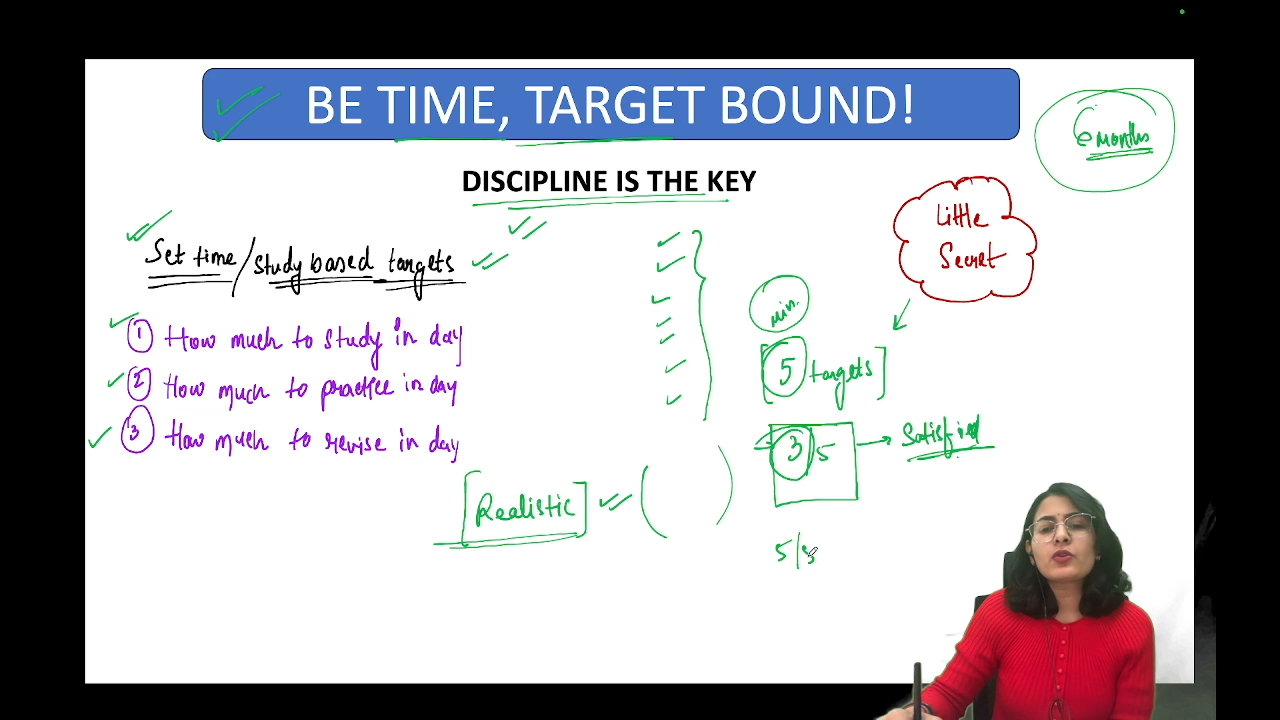 BE TIME, TARGET BOUND!
6 months
DISCIPLINE IS THE KEY
Little
Secret
Set time/study based targets
min.
① How much to study in day
5 targets
② How much to practice in day
③ How much to revise in day
3 5
Satisfied
[Realistic]
5/